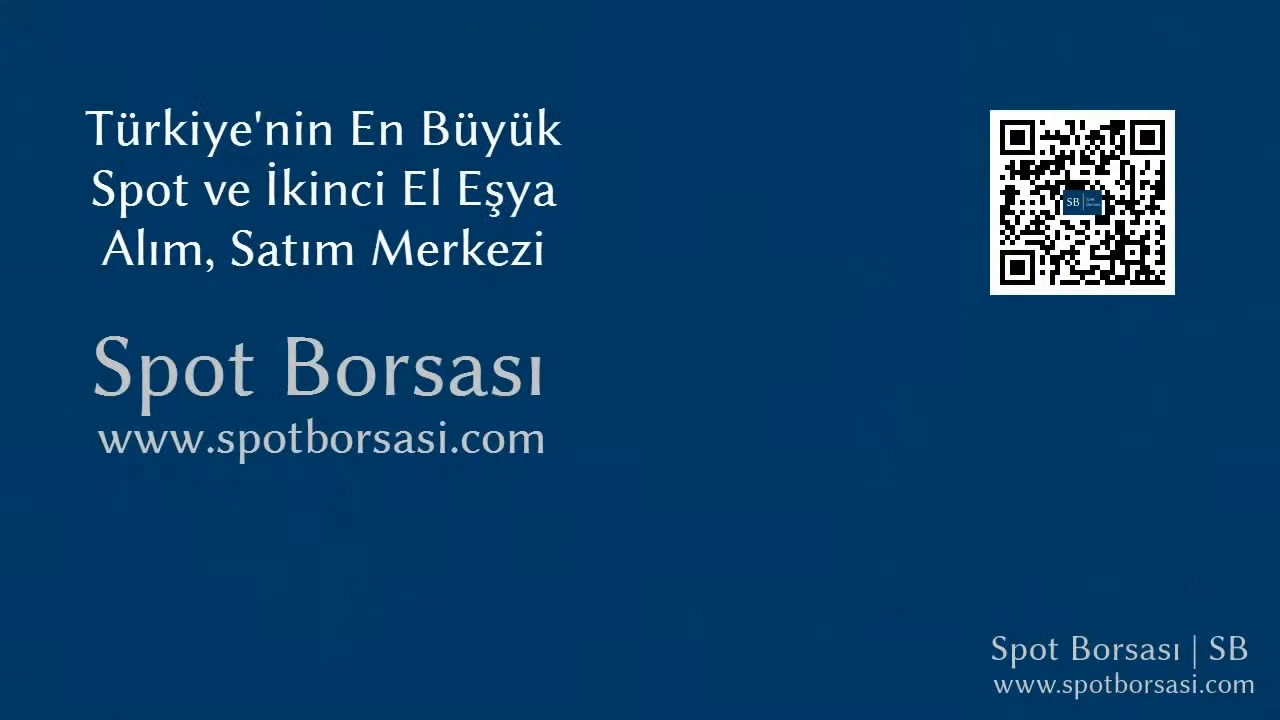 Türkiye'nin En Büyük
Spot ve İkinci El Eşya
Alım, Satım Merkezi
Spot Borsası
www.spotborsasi.com
SB
Spot Borsası | SB
www.spotborsasi.com